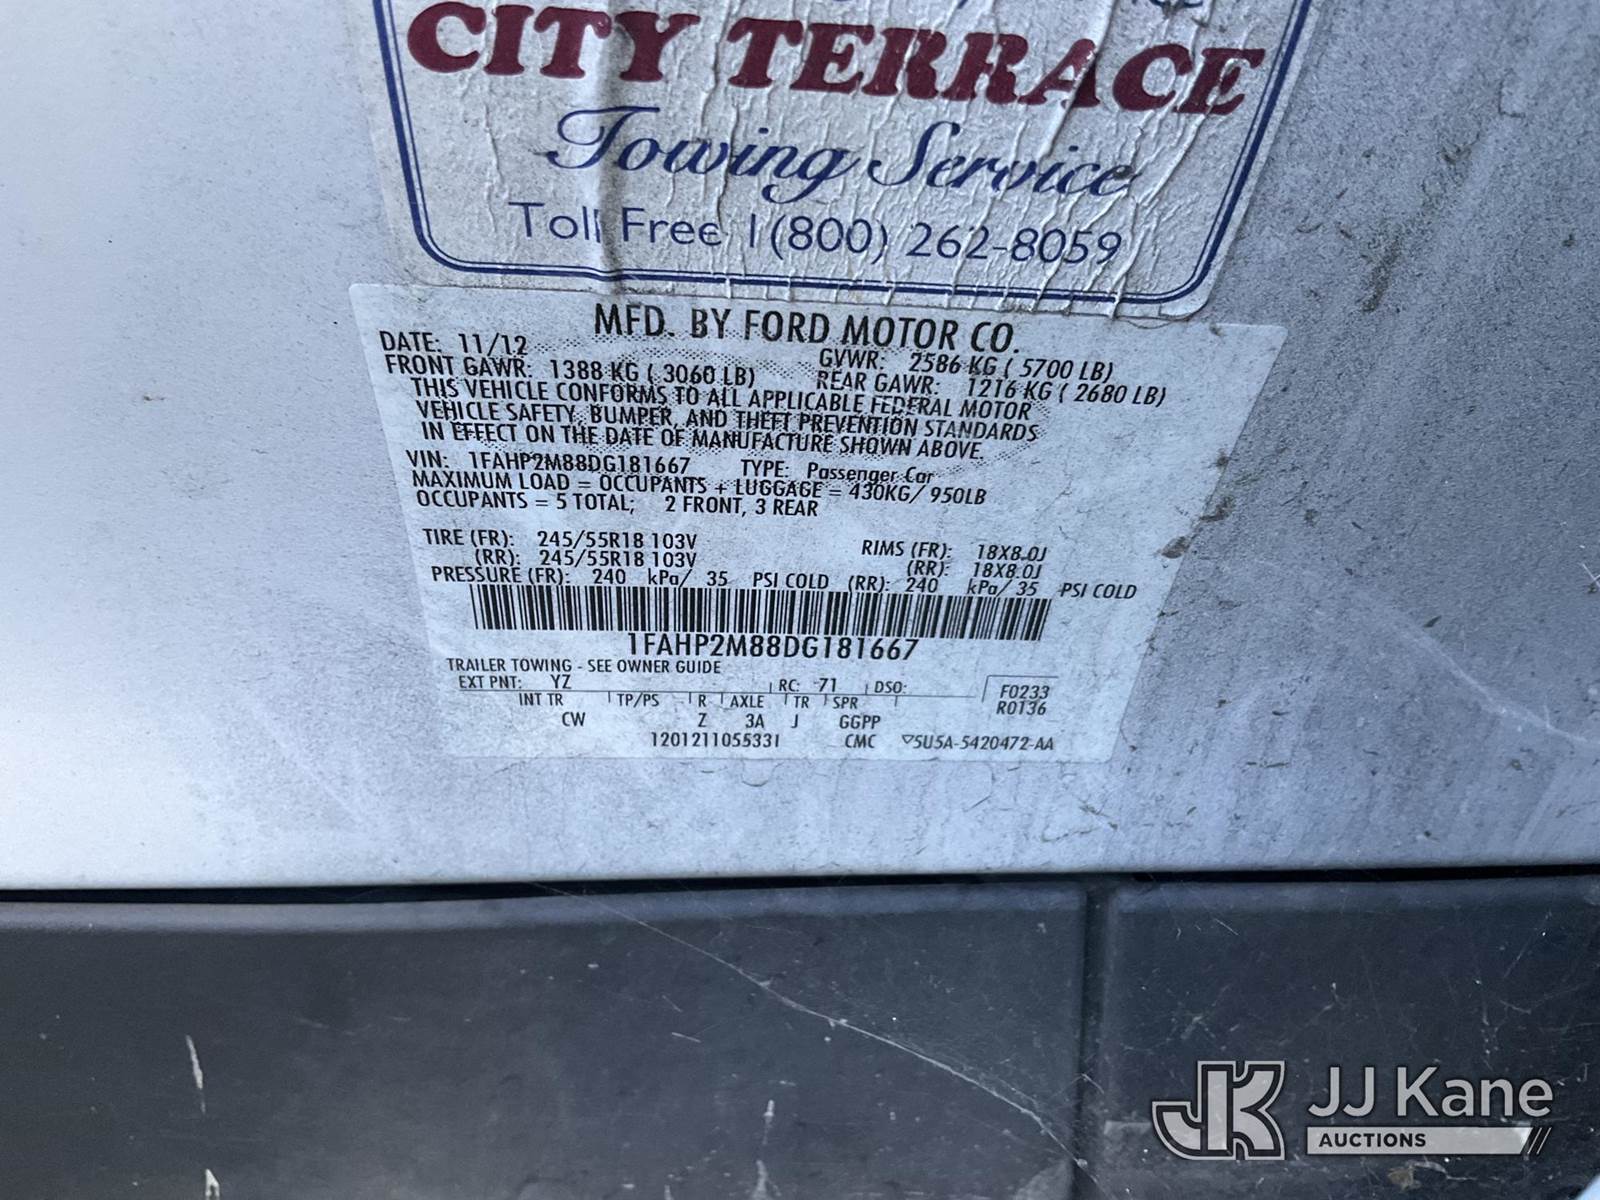 CITY TERRACE
Towing Service
Toll Free 1 (800) 262-8059
MFD. BY FORD MOTOR CO.
DATE: 11/12 GVWR: 2586 KG ( 5700 LB)
FRONT GAWR: 1388 KG ( 3060 LB) REAR GAWR: 1216 KG ( 2680 LB)
THIS VEHICLE CONFORMS TO ALL APPLICABLE FEDERAL MOTOR
VEHICLE SAFETY, BUMPER, AND THEFT PREVENTION STANDARDS
IN EFFECT ON THE DATE OF MANUFACTURE SHOWN ABOVE.
VIN: 1FAHP2M88DG181667 TYPE: Passenger Car
MAXIMUM LOAD = OCCUPANTS + LUGGAGE = 430KG/ 950LB
OCCUPANTS = 5 TOTAL; 2 FRONT, 3 REAR
TIRE (FR): 245/55R18 103V RIMS (FR): 18X8.0J
(RR): 245/55R18 103V (RR): 18X8.0J
PRESSURE (FR): 240 kPa/ 35 PSI COLD (RR): 240 kPa/ 35 PSI COLD
1FAHP2M88DG181667
TRAILER TOWING - SEE OWNER GUIDE
EXT PNT: YZ RC: 71 DSO: F0233
INT TR TP/PS R AXLE TR SPR R0136
CW Z 3A J GGPP
120121105533I CMC ▽5U5A-5420472-AA
JK JJ Kane
AUCTIONS